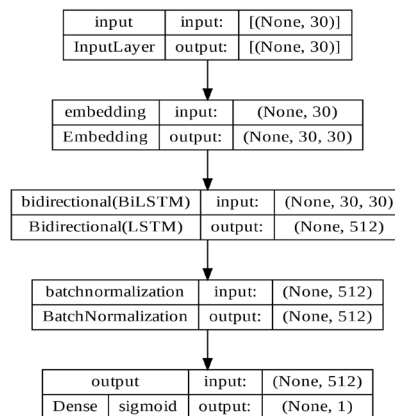 input input: [(None, 30)]
InputLayer output: [(None, 30)]
embedding input: (None, 30)
Embedding output: (None, 30, 30)
bidirectional(BiLSTM) input: (None, 30, 30)
Bidirectional(LSTM) output: (None, 512)
batchnormalization input: (None, 512)
BatchNormalization output: (None, 512)
output input: (None, 512)
Dense sigmoid output: (None, 1)